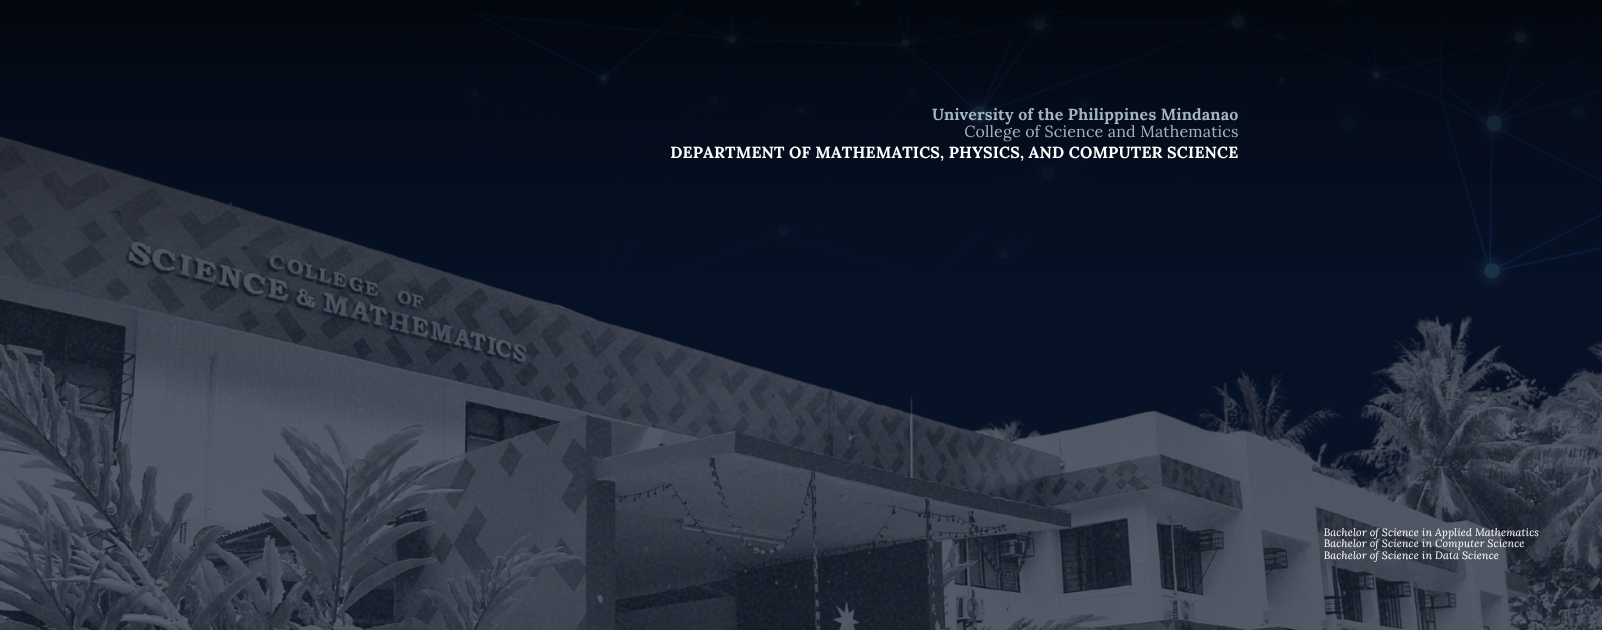 University of the Philippines Mindanao
College of Science and Mathematics
DEPARTMENT OF MATHEMATICS, PHYSICS, AND COMPUTER SCIENCE
COLLEGE OF
SCIENCE & MATHEMATICS
Bachelor of Science in Applied Mathematics
Bachelor of Science in Computer Science
Bachelor of Science in Data Science